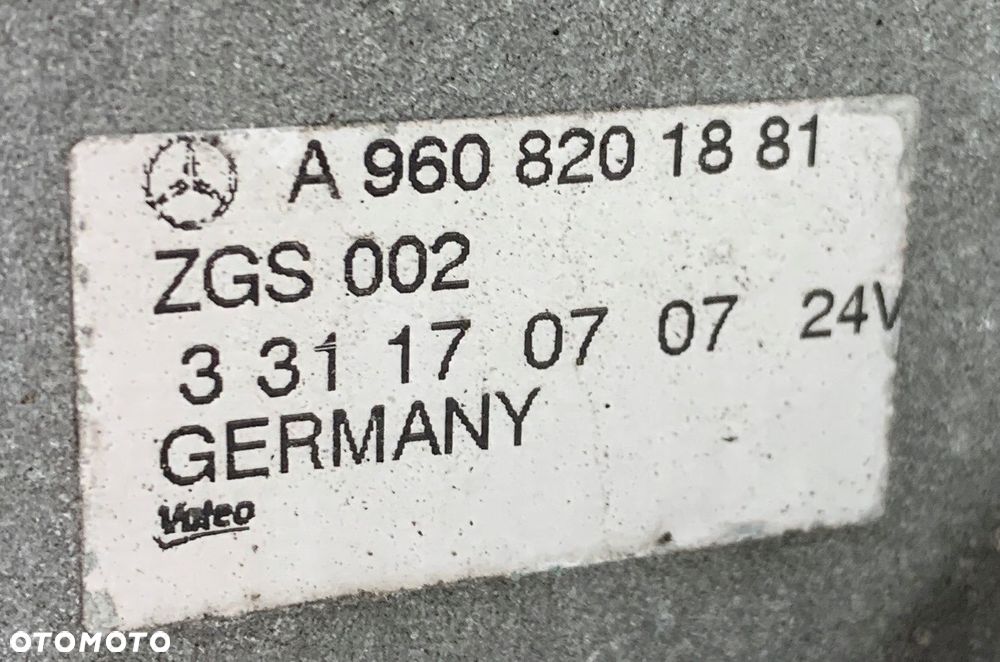 A 960 820 18 81
ZGS 002
3 31 17 07 07 24V
GERMANY
Valeo
OTOMOTO